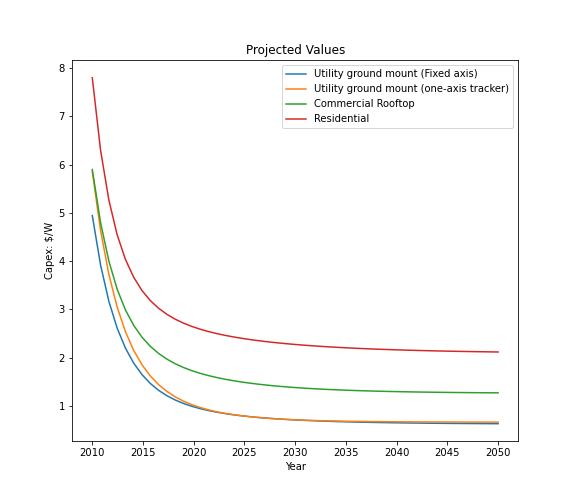 Projected Values
Utility ground mount (Fixed axis)
Utility ground mount (one-axis tracker)
Commercial Rooftop
Residential
Capex: $/W
8
7
6
5
4
3
2
1
2010 2015 2020 2025 2030 2035 2040 2045 2050
Year